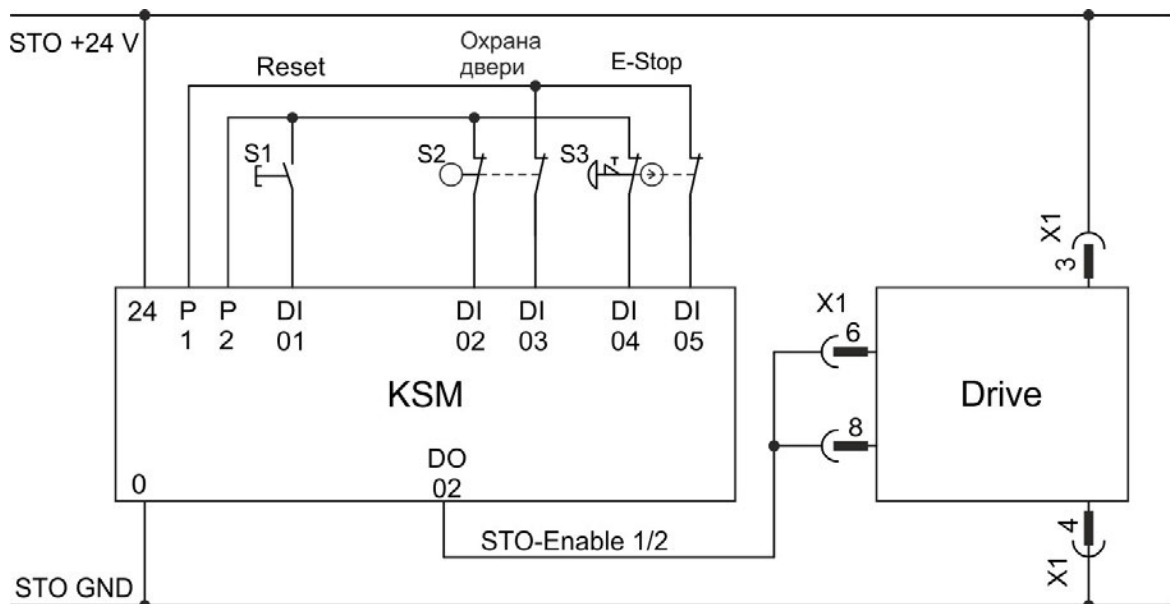 STO +24 V
Reset
Охрана
двери
E-Stop
S1
S2
S3
X1
3
24 P P DI DI DI DI DI
1 2 01 02 03 04 05
X1
6
KSM
Drive
8
DO
02
0
4
STO-Enable 1/2
X1
STO GND